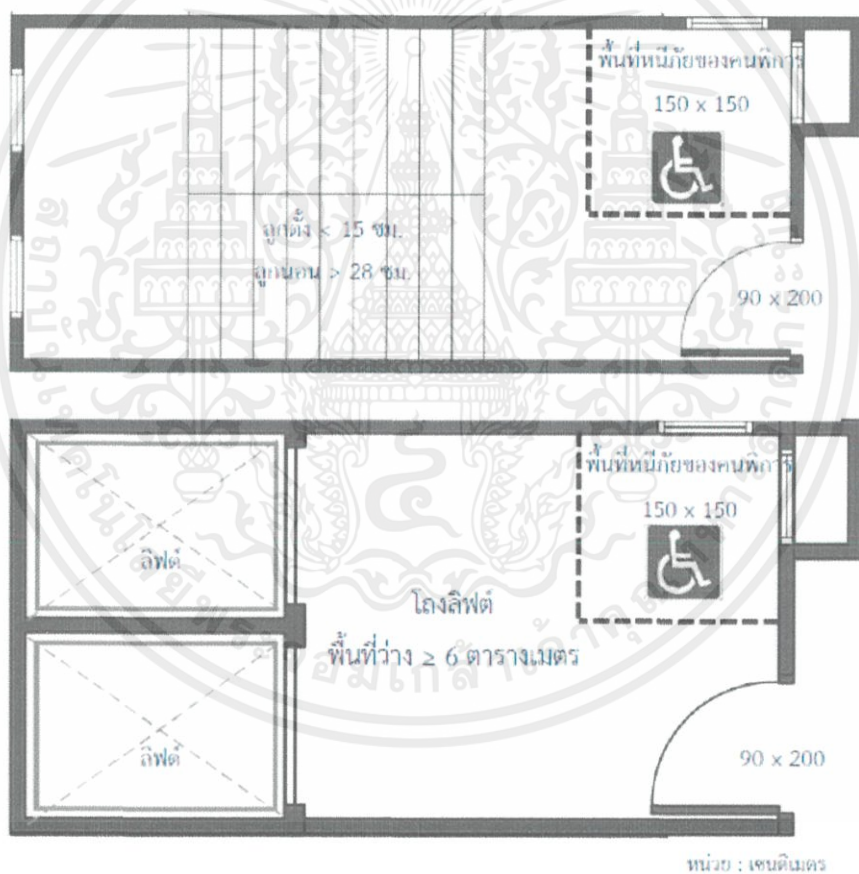 พื้นที่หนีภัยของคนพิการ
150 x 150
ลูกตั้ง < 15 ซม.
ลูกนอน > 28 ซม.
90 x 200
พื้นที่หนีภัยของคนพิการ
150 x 150
ลิฟต์
โถงลิฟต์
พื้นที่ว่าง ≥ 6 ตารางเมตร
ลิฟต์
90 x 200
หน่วย : เซนติเมตร